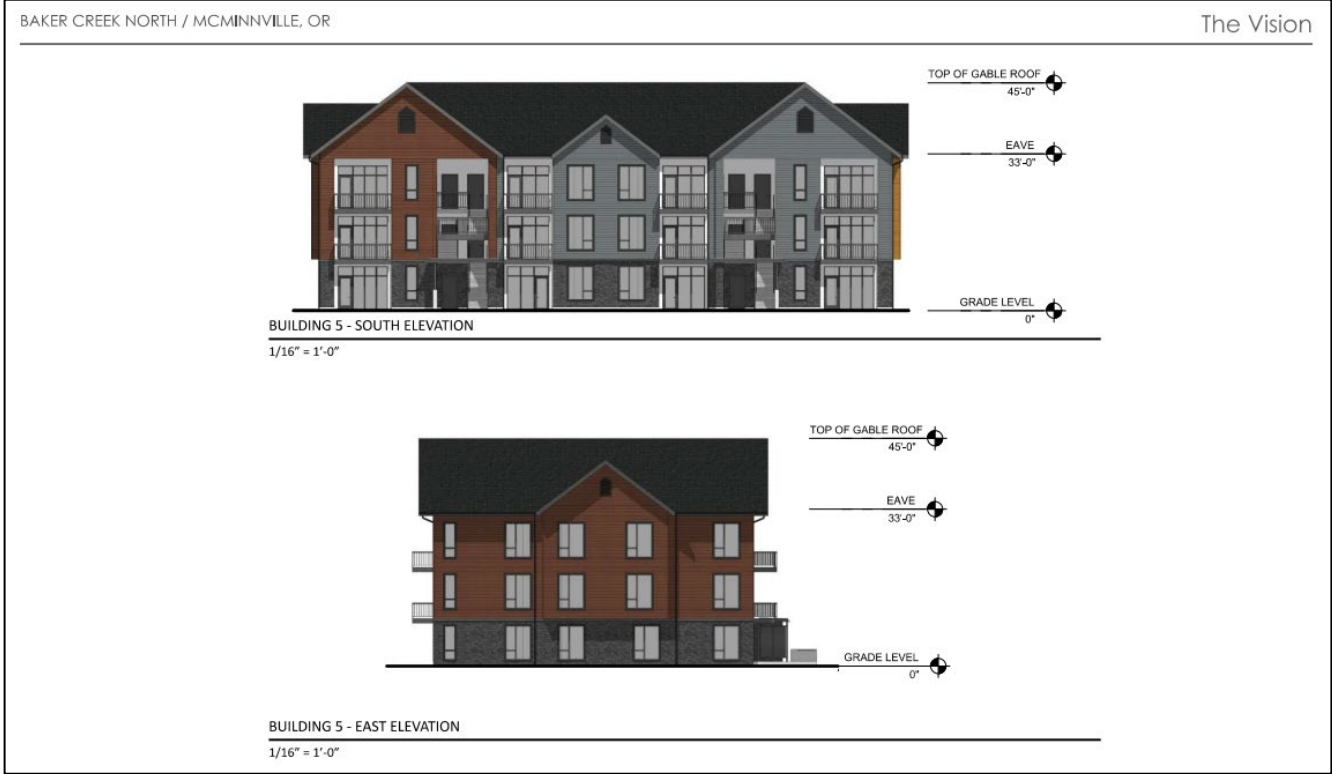 BAKER CREEK NORTH / MCMINNVILLE, OR
The Vision
TOP OF GABLE ROOF
45'-0"
EAVE
33'-0"
GRADE LEVEL
0"
BUILDING 5 - SOUTH ELEVATION
1/16" = 1'-0"
TOP OF GABLE ROOF
45'-0"
EAVE
33'-0"
GRADE LEVEL
0"
BUILDING 5 - EAST ELEVATION
1/16" = 1'-0"